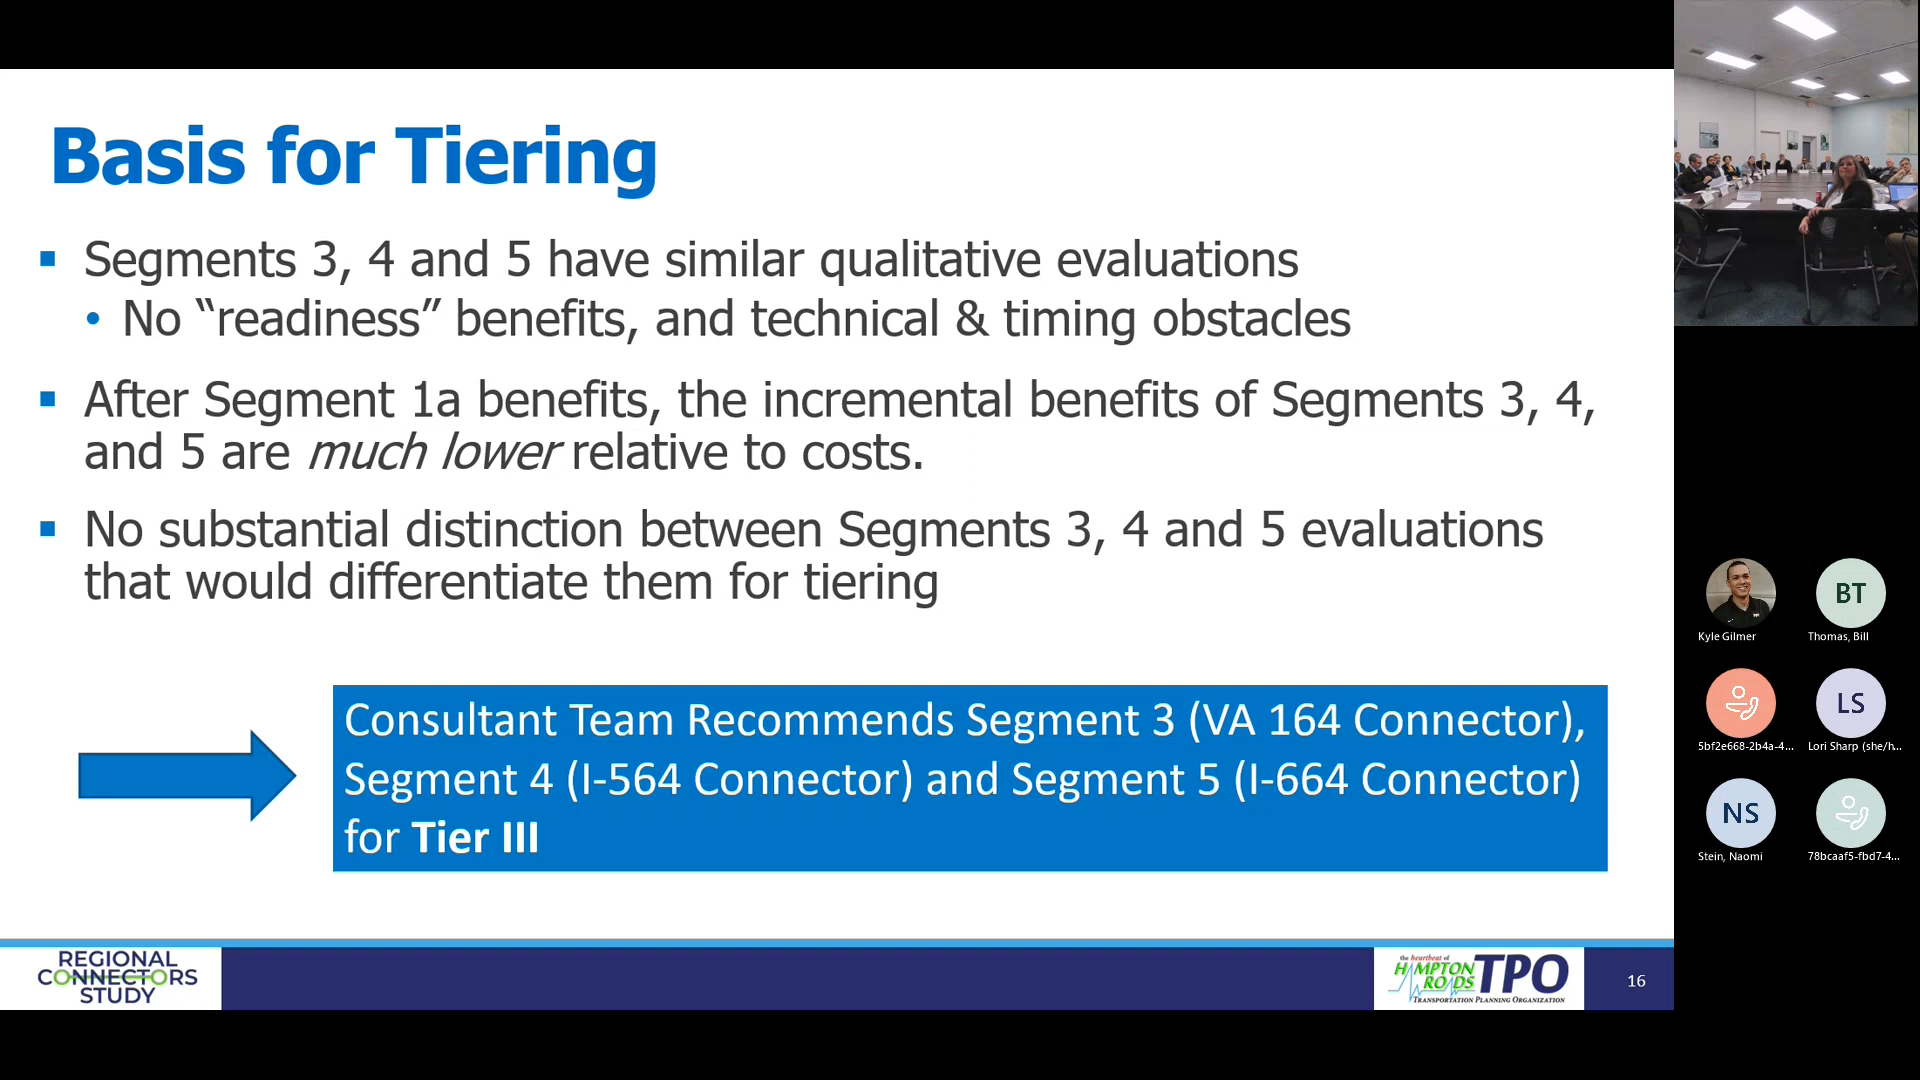 Basis for Tiering
Segments 3, 4 and 5 have similar qualitative evaluations
No “readiness” benefits, and technical & timing obstacles
After Segment 1a benefits, the incremental benefits of Segments 3, 4,
and 5 are much lower relative to costs.
No substantial distinction between Segments 3, 4 and 5 evaluations
that would differentiate them for tiering
Consultant Team Recommends Segment 3 (VA 164 Connector),
Segment 4 (I-564 Connector) and Segment 5 (I-664 Connector)
for Tier III
REGIONAL
CONNECTORS
STUDY
the heartbeat of
HAMPTON
ROADS
TPO
TRANSPORTATION PLANNING ORGANIZATION
16
Kyle Gilmer
BT
Thomas, Bill
5bf2e668-2b4a-4...
LS
Lori Sharp (she/h...
NS
Stein, Naomi
78bcaaf5-fbd7-4...